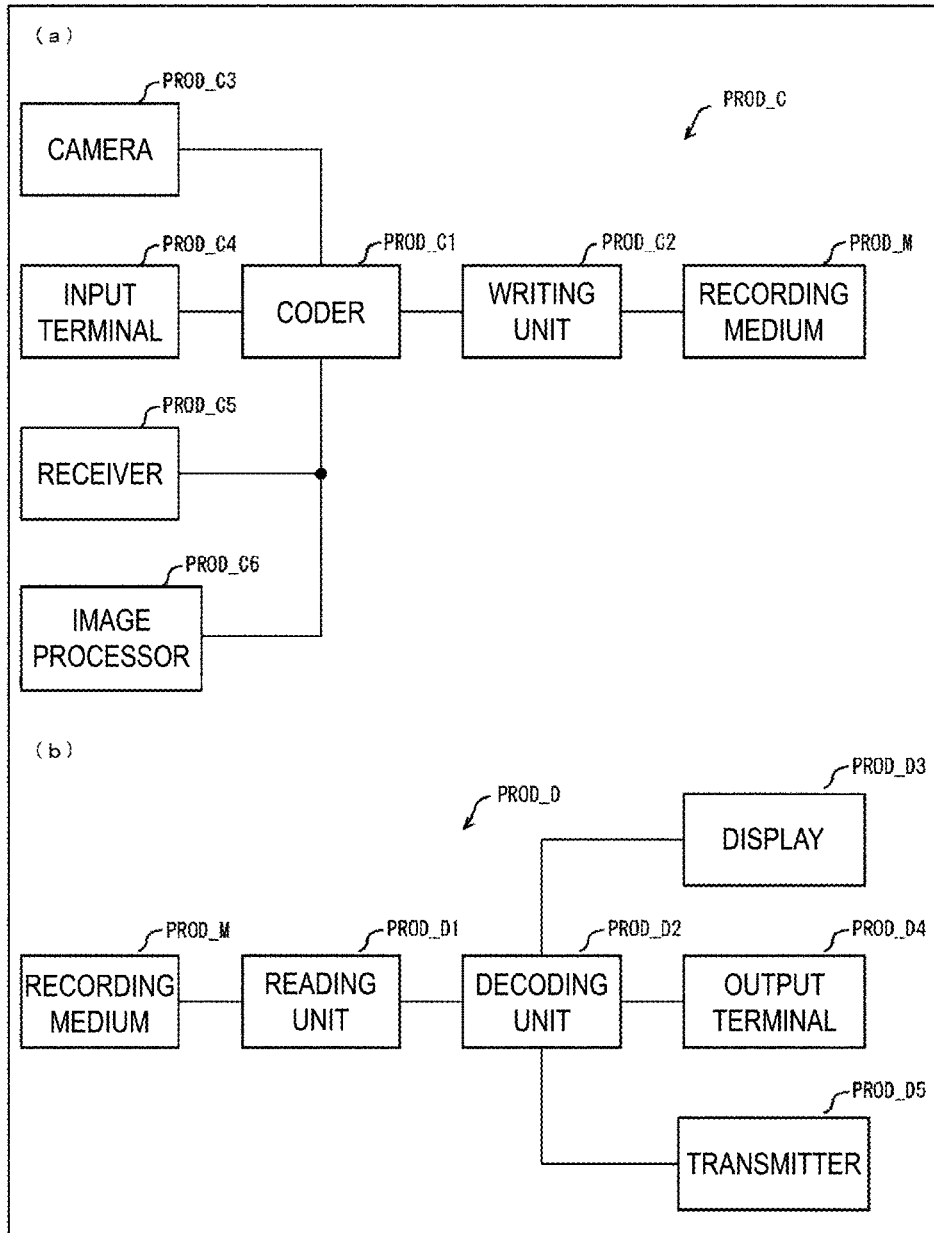 (a)
PROD_C3
CAMERA
PROD_C
PROD_C4
INPUT
TERMINAL
PROD_C1
CODER
PROD_C2
WRITING
UNIT
PROD_M
RECORDING
MEDIUM
PROD_C5
RECEIVER
PROD_C6
IMAGE
PROCESSOR
(b)
PROD_D
PROD_D3
DISPLAY
PROD_M
RECORDING
MEDIUM
PROD_D1
READING
UNIT
PROD_D2
DECODING
UNIT
PROD_D4
OUTPUT
TERMINAL
PROD_D5
TRANSMITTER